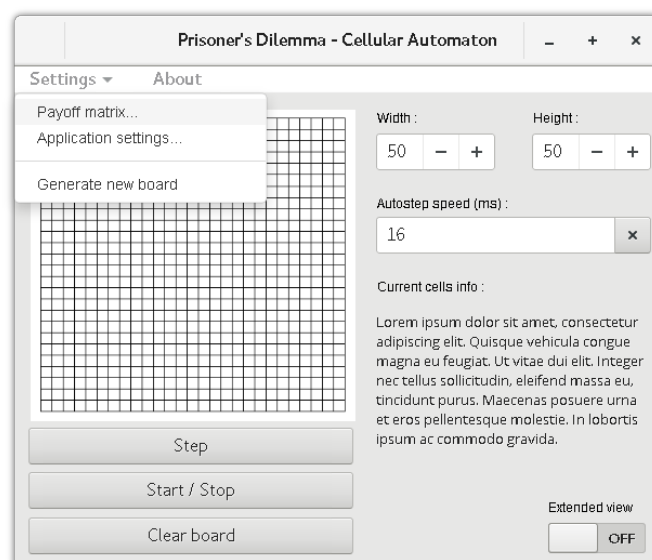 Prisoner's Dilemma - Cellular Automaton
Settings
About
Payoff matrix...
Application settings...
Generate new board
Width :
Height :
50
50
Autostep speed (ms) :
16
Current cells info :
Lorem ipsum dolor sit amet, consectetur
adipiscing elit. Quisque vehicula congue
magna eu feugiat. Ut vitae dui elit. Integer
nec tellus sollicitudin, eleifend massa eu,
tincidunt purus. Maecenas posuere urna
et eros pellentesque molestie. In lobortis
ipsum ac commodo gravida.
Step
Start / Stop
Clear board
Extended view
OFF